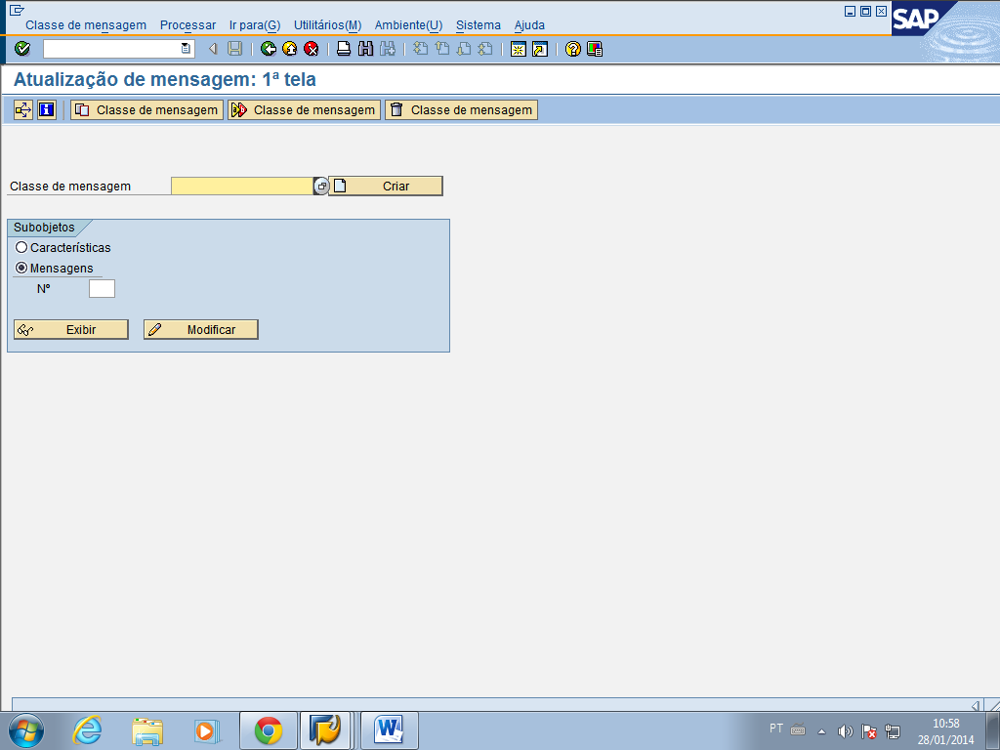 Classe de mensagem Processar Ir para(G) Utilitários(M) Ambiente(U) Sistema Ajuda
SAP
Atualização de mensagem: 1ª tela
Classe de mensagem Classe de mensagem Classe de mensagem
Classe de mensagem Criar
Subobjetos
Características
Mensagens
Nº
Exibir Modificar
PT 10:58
28/01/2014